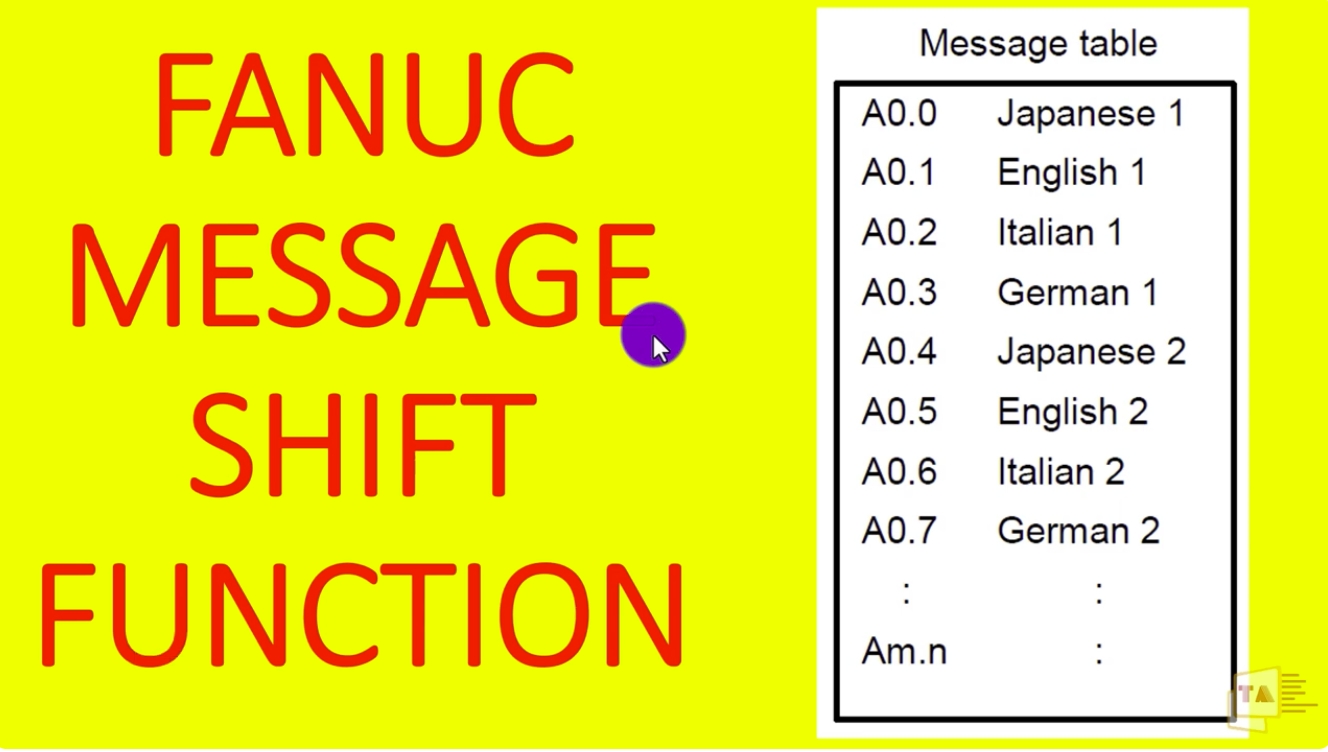 FANUC
MESSAGE
SHIFT
FUNCTION
Message table
A0.0 Japanese 1
A0.1 English 1
A0.2 Italian 1
A0.3 German 1
A0.4 Japanese 2
A0.5 English 2
A0.6 Italian 2
A0.7 German 2
: :
Am.n :
TA